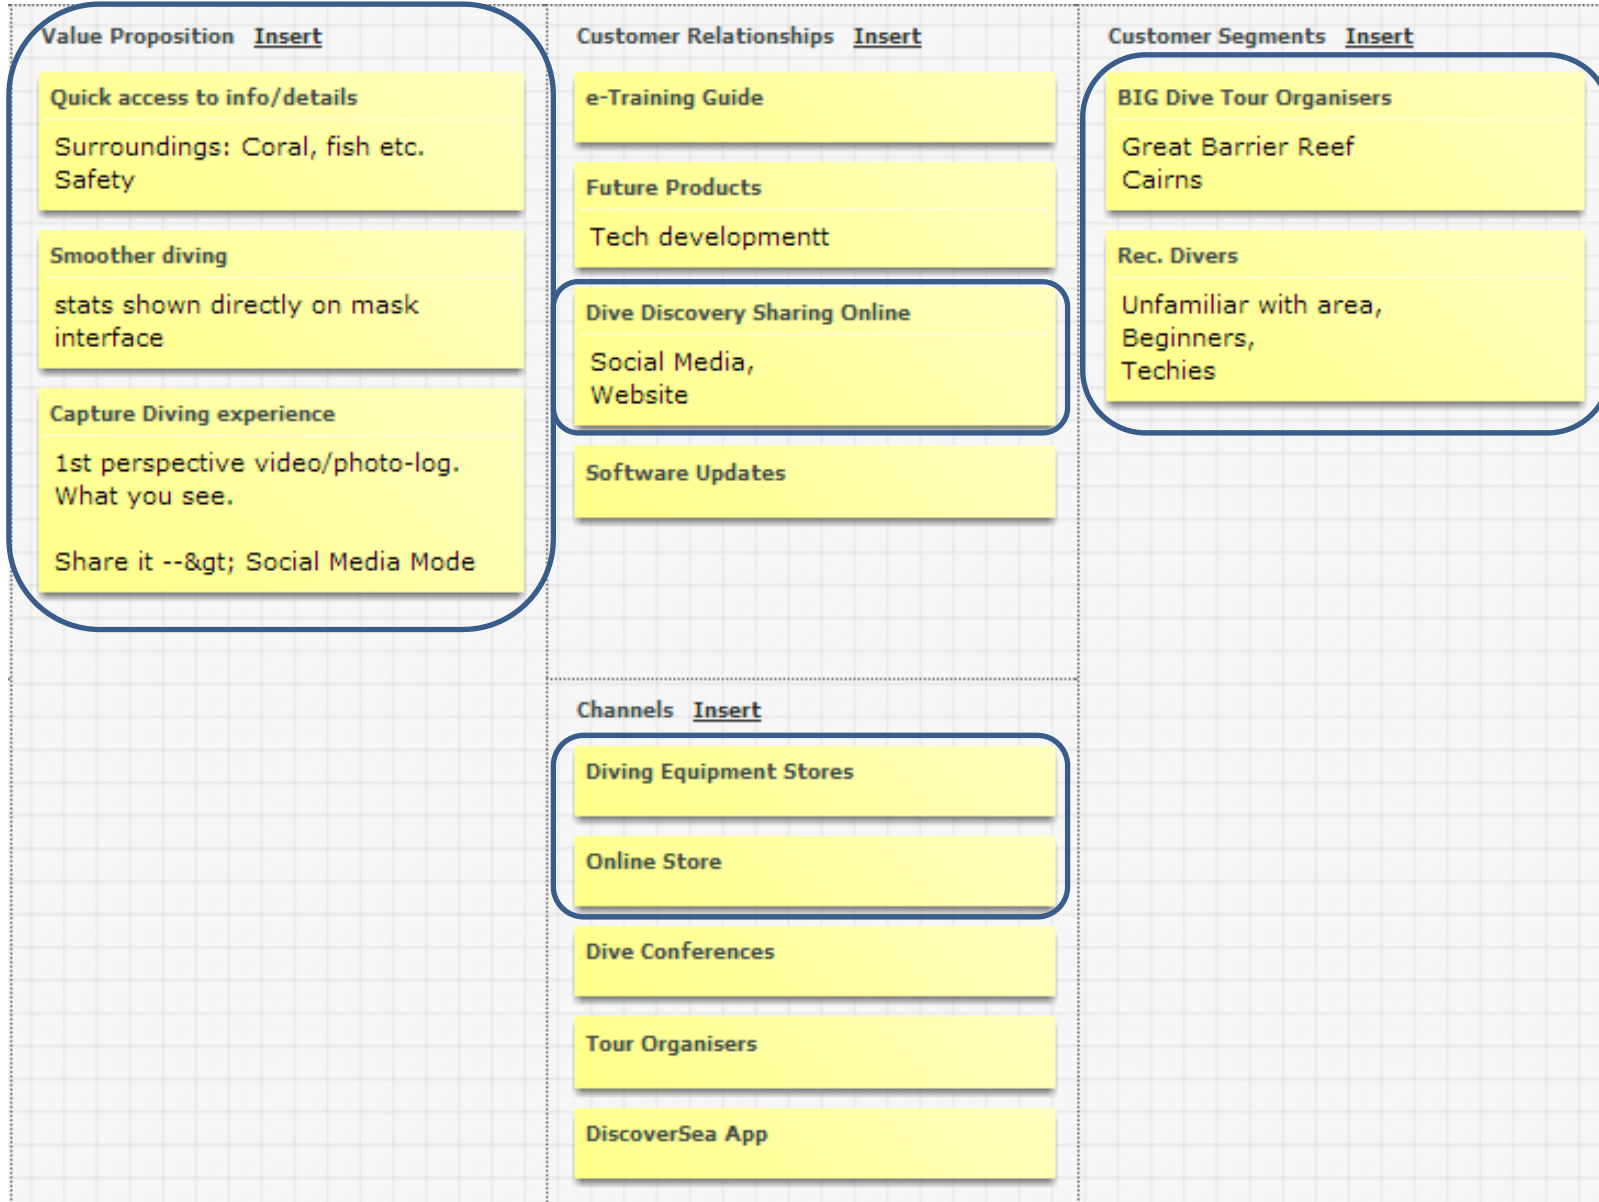 Value Proposition Insert
Quick access to info/details
Surroundings: Coral, fish etc.
Safety
Smoother diving
stats shown directly on mask
interface
Capture Diving experience
1st perspective video/photo-log.
What you see.
Share it --&gt; Social Media Mode
Customer Relationships Insert
e-Training Guide
Future Products
Tech developmentt
Dive Discovery Sharing Online
Social Media,
Website
Software Updates
Channels Insert
Diving Equipment Stores
Online Store
Dive Conferences
Tour Organisers
DiscoverSea App
Customer Segments Insert
BIG Dive Tour Organisers
Great Barrier Reef
Cairns
Rec. Divers
Unfamiliar with area,
Beginners,
Techies